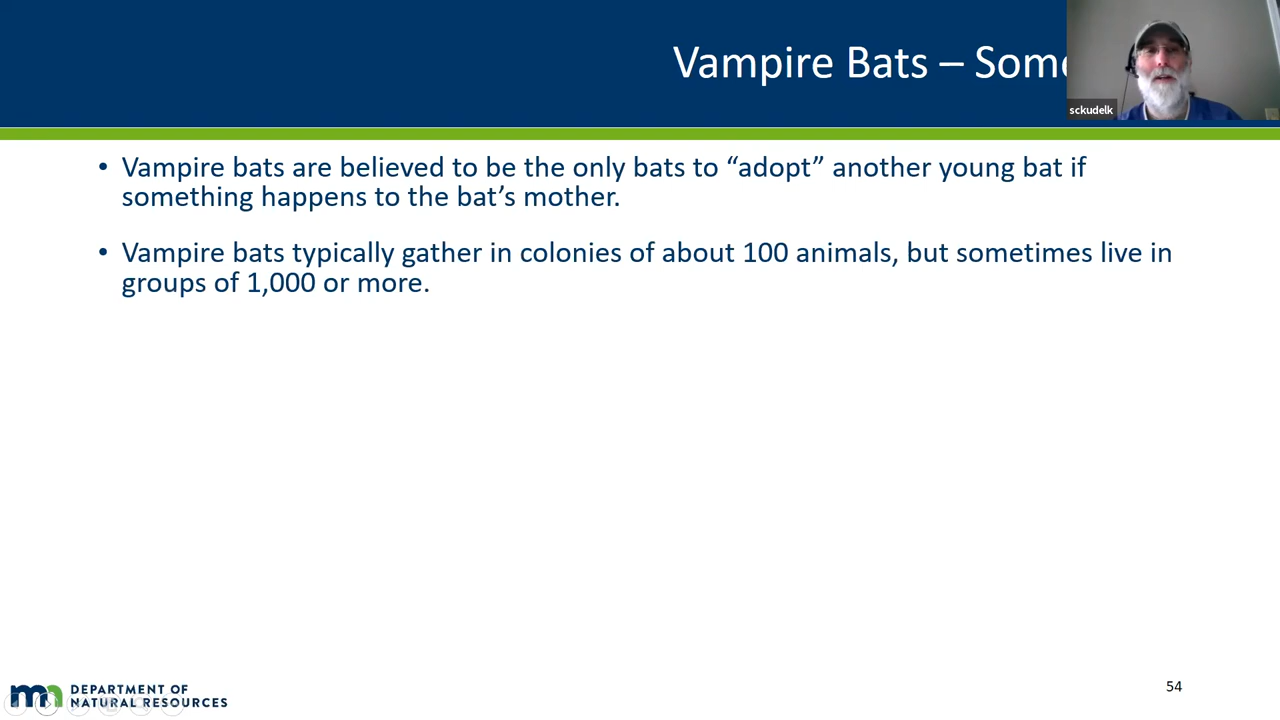 Vampire Bats – Some
sckudelk
• Vampire bats are believed to be the only bats to “adopt” another young bat if
something happens to the bat’s mother.
• Vampire bats typically gather in colonies of about 100 animals, but sometimes live in
groups of 1,000 or more.
mn
DEPARTMENT OF
NATURAL RESOURCES
54